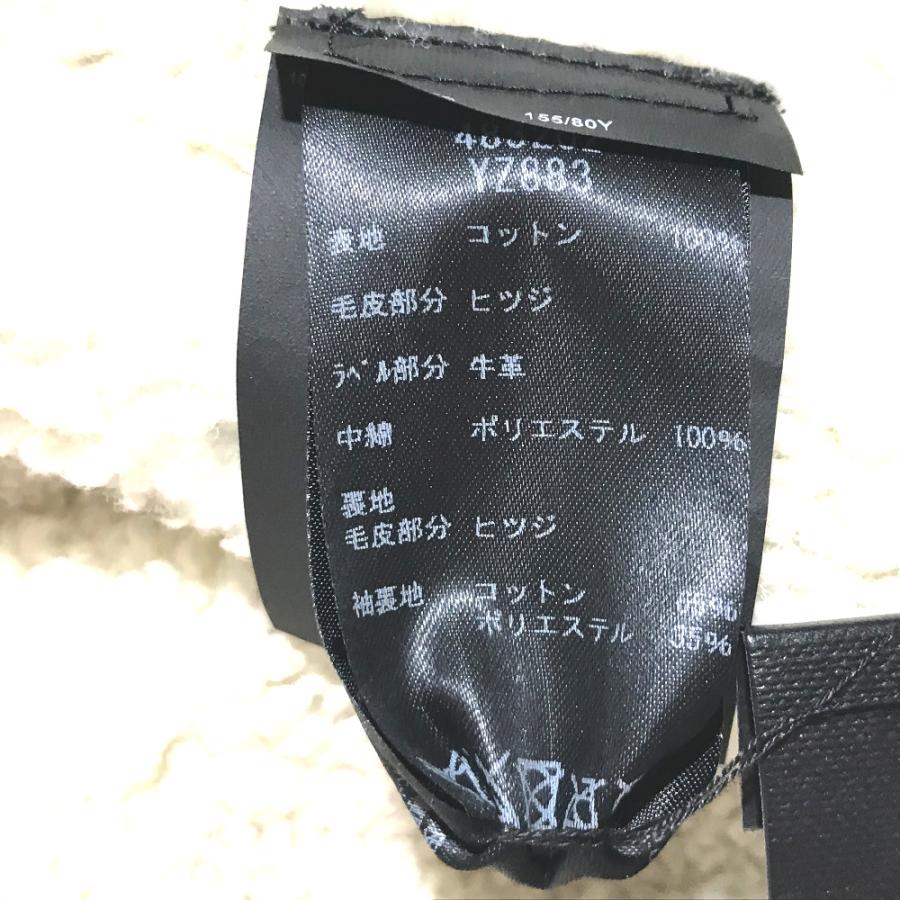 155/80Y
YZ683
表地 コットン 100%
毛皮部分 ヒツジ
ラベル部分 牛革
中綿 ポリエステル 100%
裏地
毛皮部分 ヒツジ
袖裏地 コットン
ポリエステル 35%